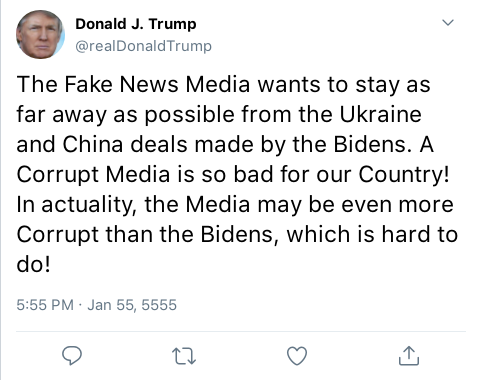 Donald J. Trump
@realDonaldTrump
The Fake News Media wants to stay as
far away as possible from the Ukraine
and China deals made by the Bidens. A
Corrupt Media is so bad for our Country!
In actuality, the Media may be even more
Corrupt than the Bidens, which is hard to
do!
5:55 PM · Jan 55, 5555